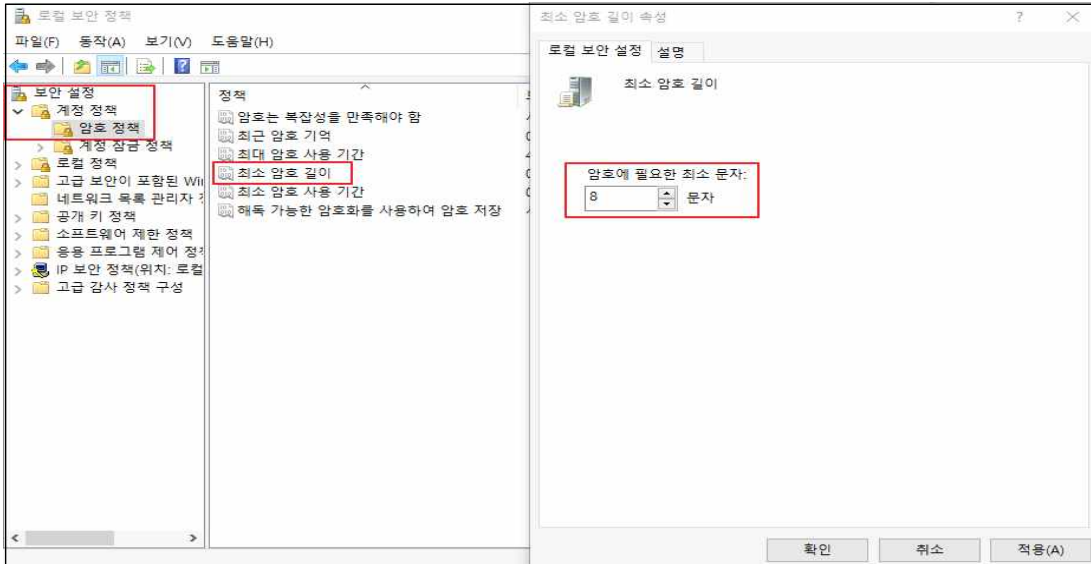 로컬 보안 정책
파일(F) 동작(A) 보기(V) 도움말(H)
보안 설정
계정 정책
암호 정책
계정 잠금 정책
로컬 정책
고급 보안이 포함된 Wi
네트워크 목록 관리자
공개 키 정책
소프트웨어 제한 정책
응용 프로그램 제어 정
IP 보안 정책(위치: 로컬
고급 감사 정책 구성
정책
암호는 복잡성을 만족해야 함
최근 암호 기억
최대 암호 사용 기간
최소 암호 길이
최소 암호 사용 기간
해독 가능한 암호화를 사용하여 암호 저장
최소 암호 길이 속성
로컬 보안 설정 설명
최소 암호 길이
암호에 필요한 최소 문자:
8 문자
확인 취소 적용(A)